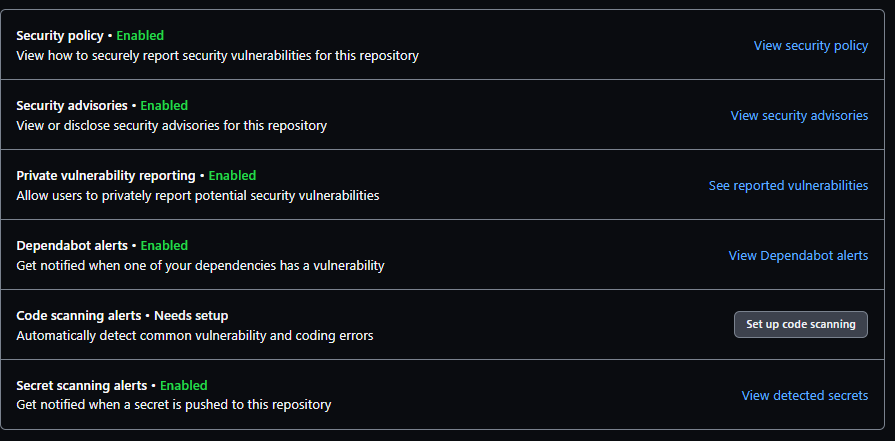 Security policy • Enabled
View how to securely report security vulnerabilities for this repository
View security policy
Security advisories • Enabled
View or disclose security advisories for this repository
View security advisories
Private vulnerability reporting • Enabled
Allow users to privately report potential security vulnerabilities
See reported vulnerabilities
Dependabot alerts • Enabled
Get notified when one of your dependencies has a vulnerability
View Dependabot alerts
Code scanning alerts • Needs setup
Automatically detect common vulnerability and coding errors
Set up code scanning
Secret scanning alerts • Enabled
Get notified when a secret is pushed to this repository
View detected secrets